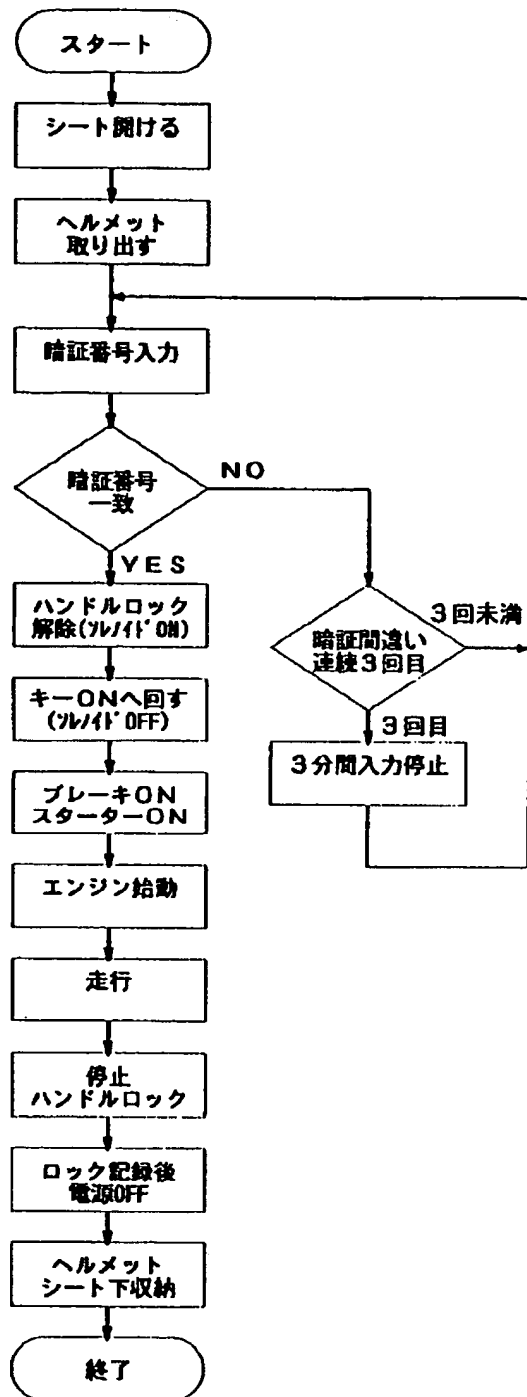 スタート
シート開ける
ヘルメット
取り出す
暗証番号入力
暗証番号
一致
NO
YES
ハンドルロック
解除(ソレノイドON)
キーONへ回す
(ソレノイドOFF)
ブレーキON
スターターON
エンジン始動
走行
停止
ハンドルロック
ロック記録後
電源OFF
ヘルメット
シート下収納
終了
暗証間違い
連続3回目
3回未満
3回目
3分間入力停止